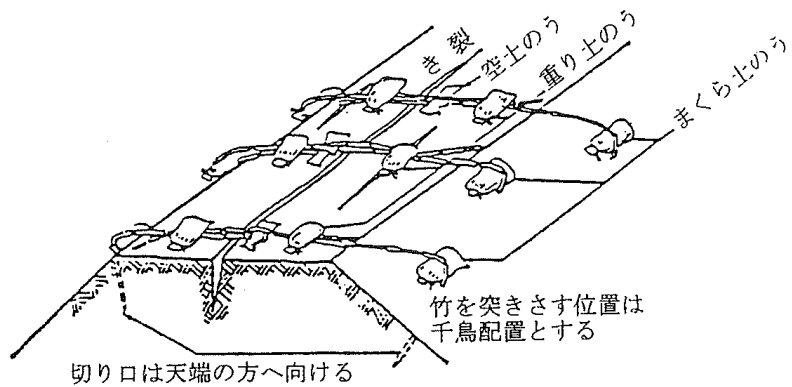 き裂
空土のう
重り土のう
まくら土のう
竹を突きさす位置は
千鳥配置とする
切り口は天端の方へ向ける